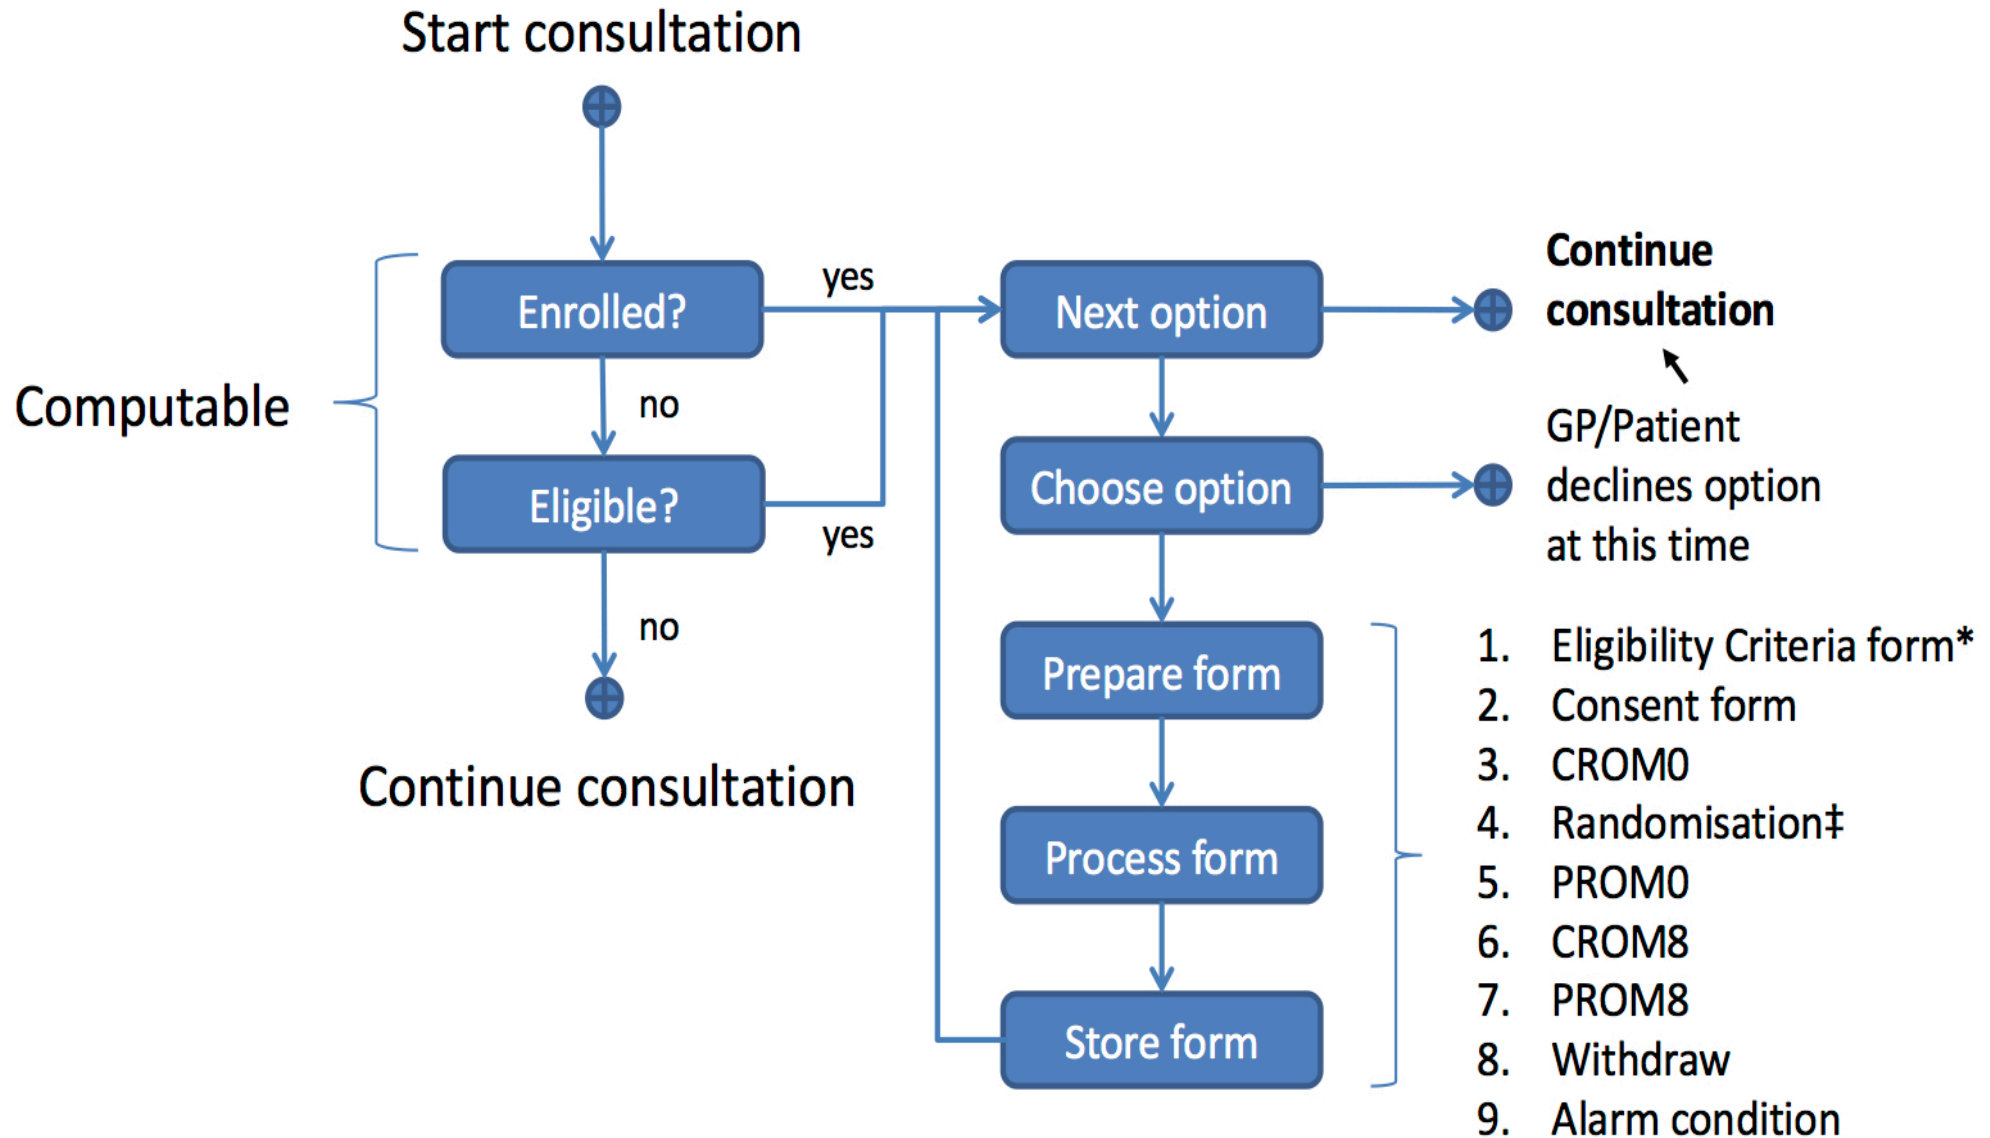 Start consultation
Enrolled?
yes
Next option
Continue
consultation
Computable
no
Eligible?
yes
Choose option
GP/Patient
declines option
at this time
no
Continue consultation
Prepare form
Process form
Store form
1. Eligibility Criteria form*
2. Consent form
3. CROM0
4. Randomisation‡
5. PROM0
6. CROM8
7. PROM8
8. Withdraw
9. Alarm condition